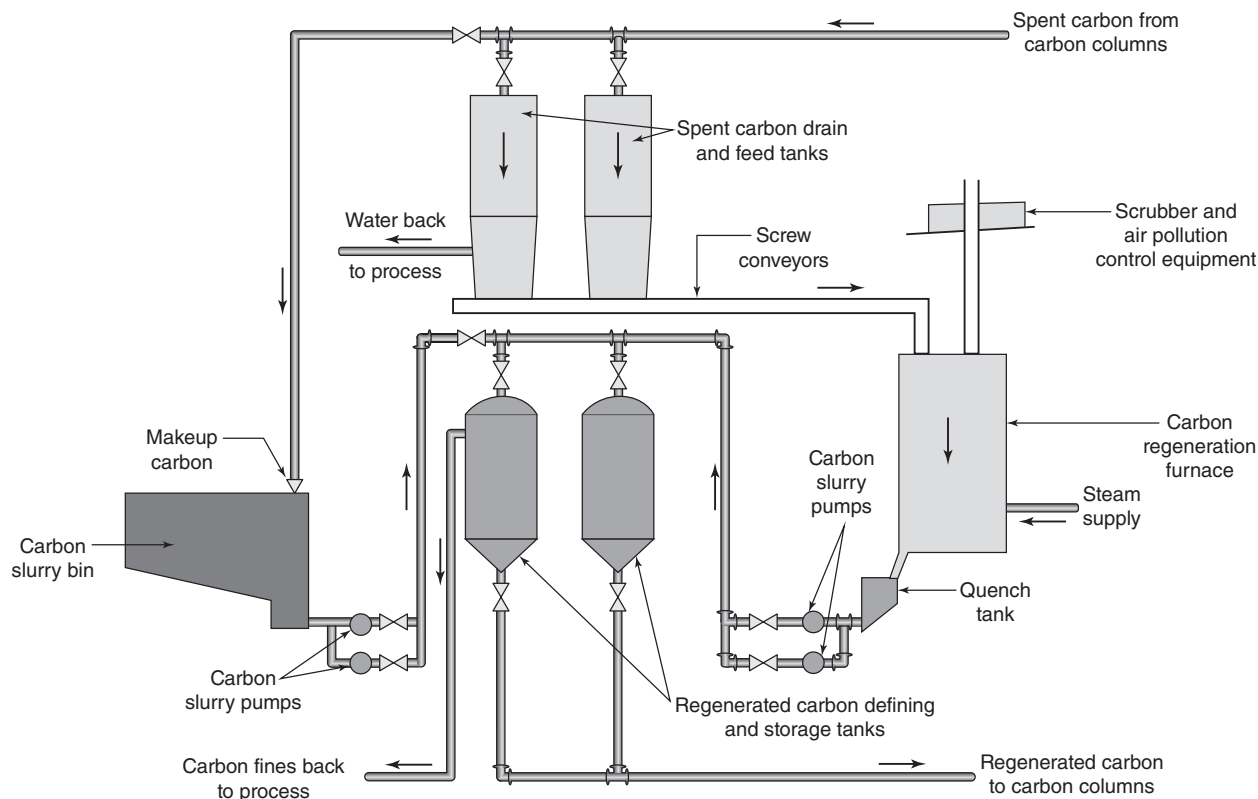 Spent carbon from
carbon columns
Spent carbon drain
and feed tanks
Water back
to process
Screw
conveyors
Scrubber and
air pollution
control equipment
Makeup
carbon
Carbon
slurry
pumps
Carbon
regeneration
furnace
Steam
supply
Carbon
slurry bin
Quench
tank
Carbon
slurry pumps
Regenerated carbon defining
and storage tanks
Carbon fines back
to process
Regenerated carbon
to carbon columns